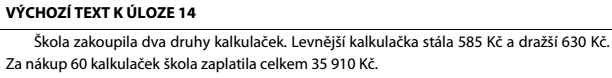 VÝCHOZÍ TEXT K ÚLOZE 14
Škola zakoupila dva druhy kalkulaček. Levnější kalkulačka stála 585 Kč a dražší 630 Kč.
Za nákup 60 kalkulaček škola zaplatila celkem 35 910 Kč.